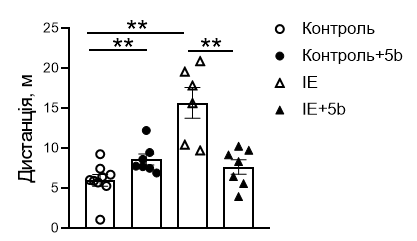 **
**
**
Дистанція, м
25
20
15
10
5
0
Контроль
Контроль+5b
IE
IE+5b